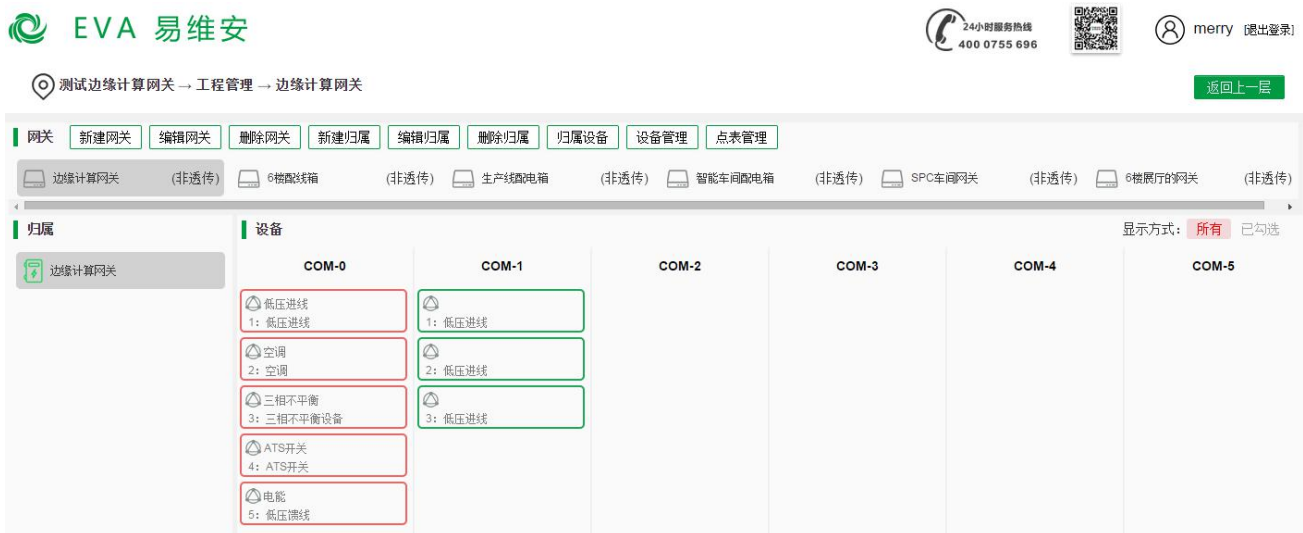 EVA 易维安
24小时服务热线
400 0755 696
merry [退出登录]
测试边缘计算网关 → 工程管理 → 边缘计算网关
返回上一层
网关 新建网关 编辑网关 删除网关 新建归属 编辑归属 删除归属 归属设备 设备管理 点表管理
边缘计算网关 (非透传) 6楼配线箱 (非透传) 生产线配电箱 (非透传) 智能车间配电箱 (非透传) SPC车间网关 (非透传) 6楼展厅的网关 (非透传)
归属 设备 显示方式: 所有 已勾选
边缘计算网关
COM-0 COM-1 COM-2 COM-3 COM-4 COM-5
低压进线
1: 低压进线 1: 低压进线
空调
2: 空调 2: 低压进线
三相不平衡
3: 三相不平衡设备 3: 低压进线
ATS开关
4: ATS开关
电能
5: 低压馈线